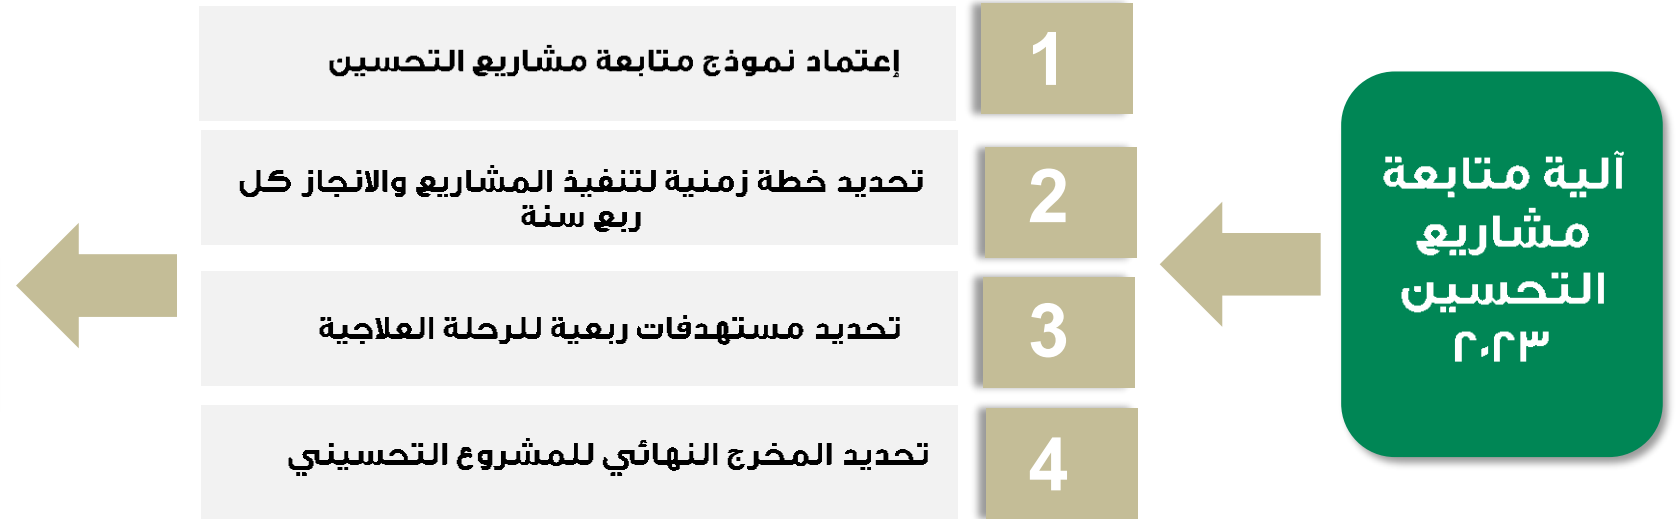 آلية متابعة
مشاريع
التحسين
٢٠٢٣
1
إعتماد نموذج متابعة مشاريع التحسين
2
تحديد خطة زمنية لتنفيذ المشاريع والانجاز كل
ربع سنة
3
تحديد مستهدفات ربعية للرحلة العلاجية
4
تحديد المخرج النهائي للمشروع التحسيني